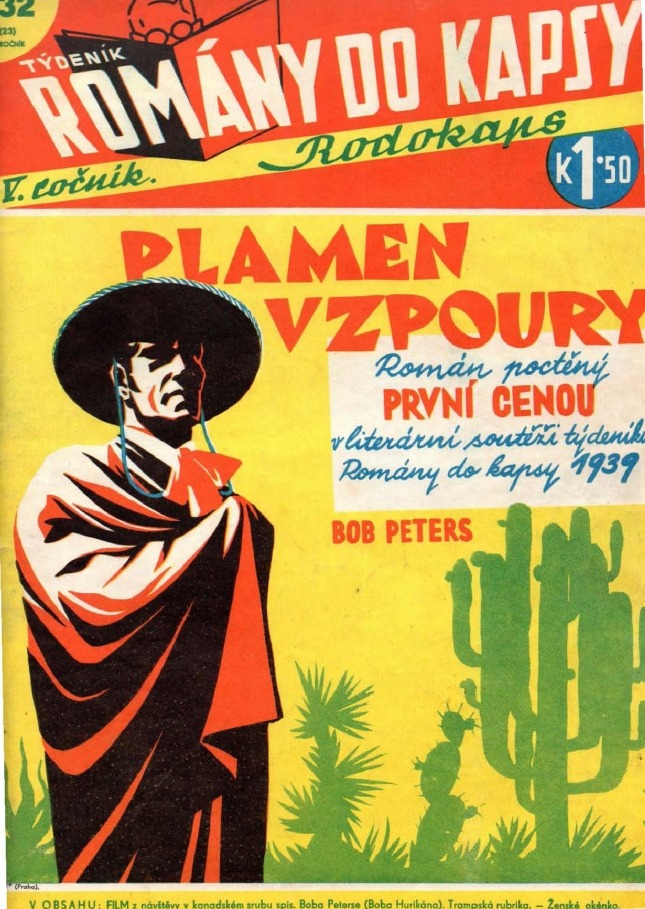 32
(23)
ROČNÍK
TÝDENÍK
ROMÁNY DO KAPSY
Rodokaps
V. ročník.
K 1·50
PLAMEN
VZPOURY
Román poctěný
PRVNÍ CENOU
v literární soutěži týdeníku
Romány do kapsy 1939
BOB PETERS
(Praha).
V OBSAHU: FILM z návštěvy v kanadském srubu spis. Boba Peterse (Boba Hurikána). Trampská rubrika. — Ženské okénko.